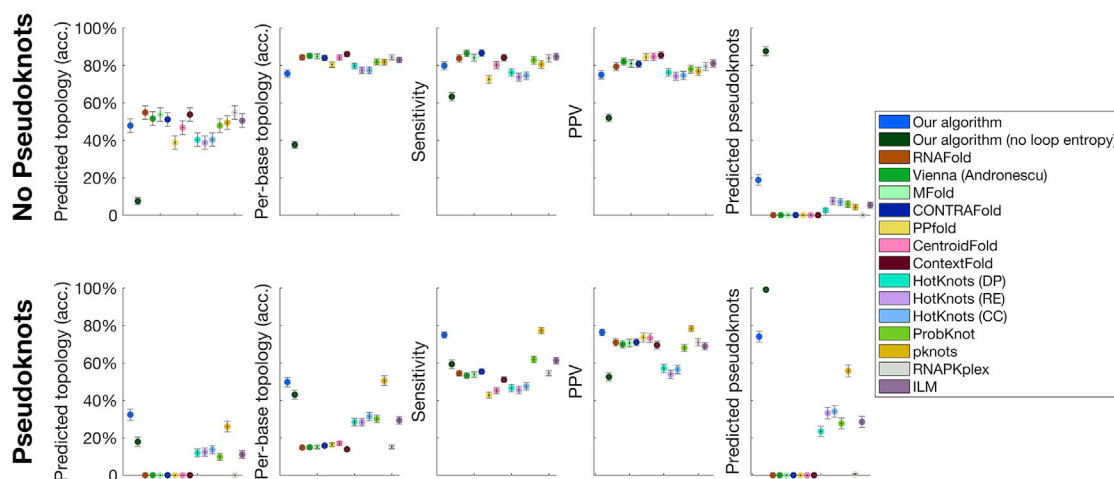 No Pseudoknots
Predicted topology (acc.)
100%
80%
60%
40%
20%
0
Per-base topology (acc.)
Sensitivity
PPV
Predicted pseudoknots
Pseudoknots
Predicted topology (acc.)
100%
80%
60%
40%
20%
0
Per-base topology (acc.)
Sensitivity
PPV
Predicted pseudoknots
Our algorithm
Our algorithm (no loop entropy)
RNAFold
Vienna (Andronescu)
MFold
CONTRAFold
PPfold
CentroidFold
ContextFold
HotKnots (DP)
HotKnots (RE)
HotKnots (CC)
ProbKnot
pknots
RNAPKplex
ILM